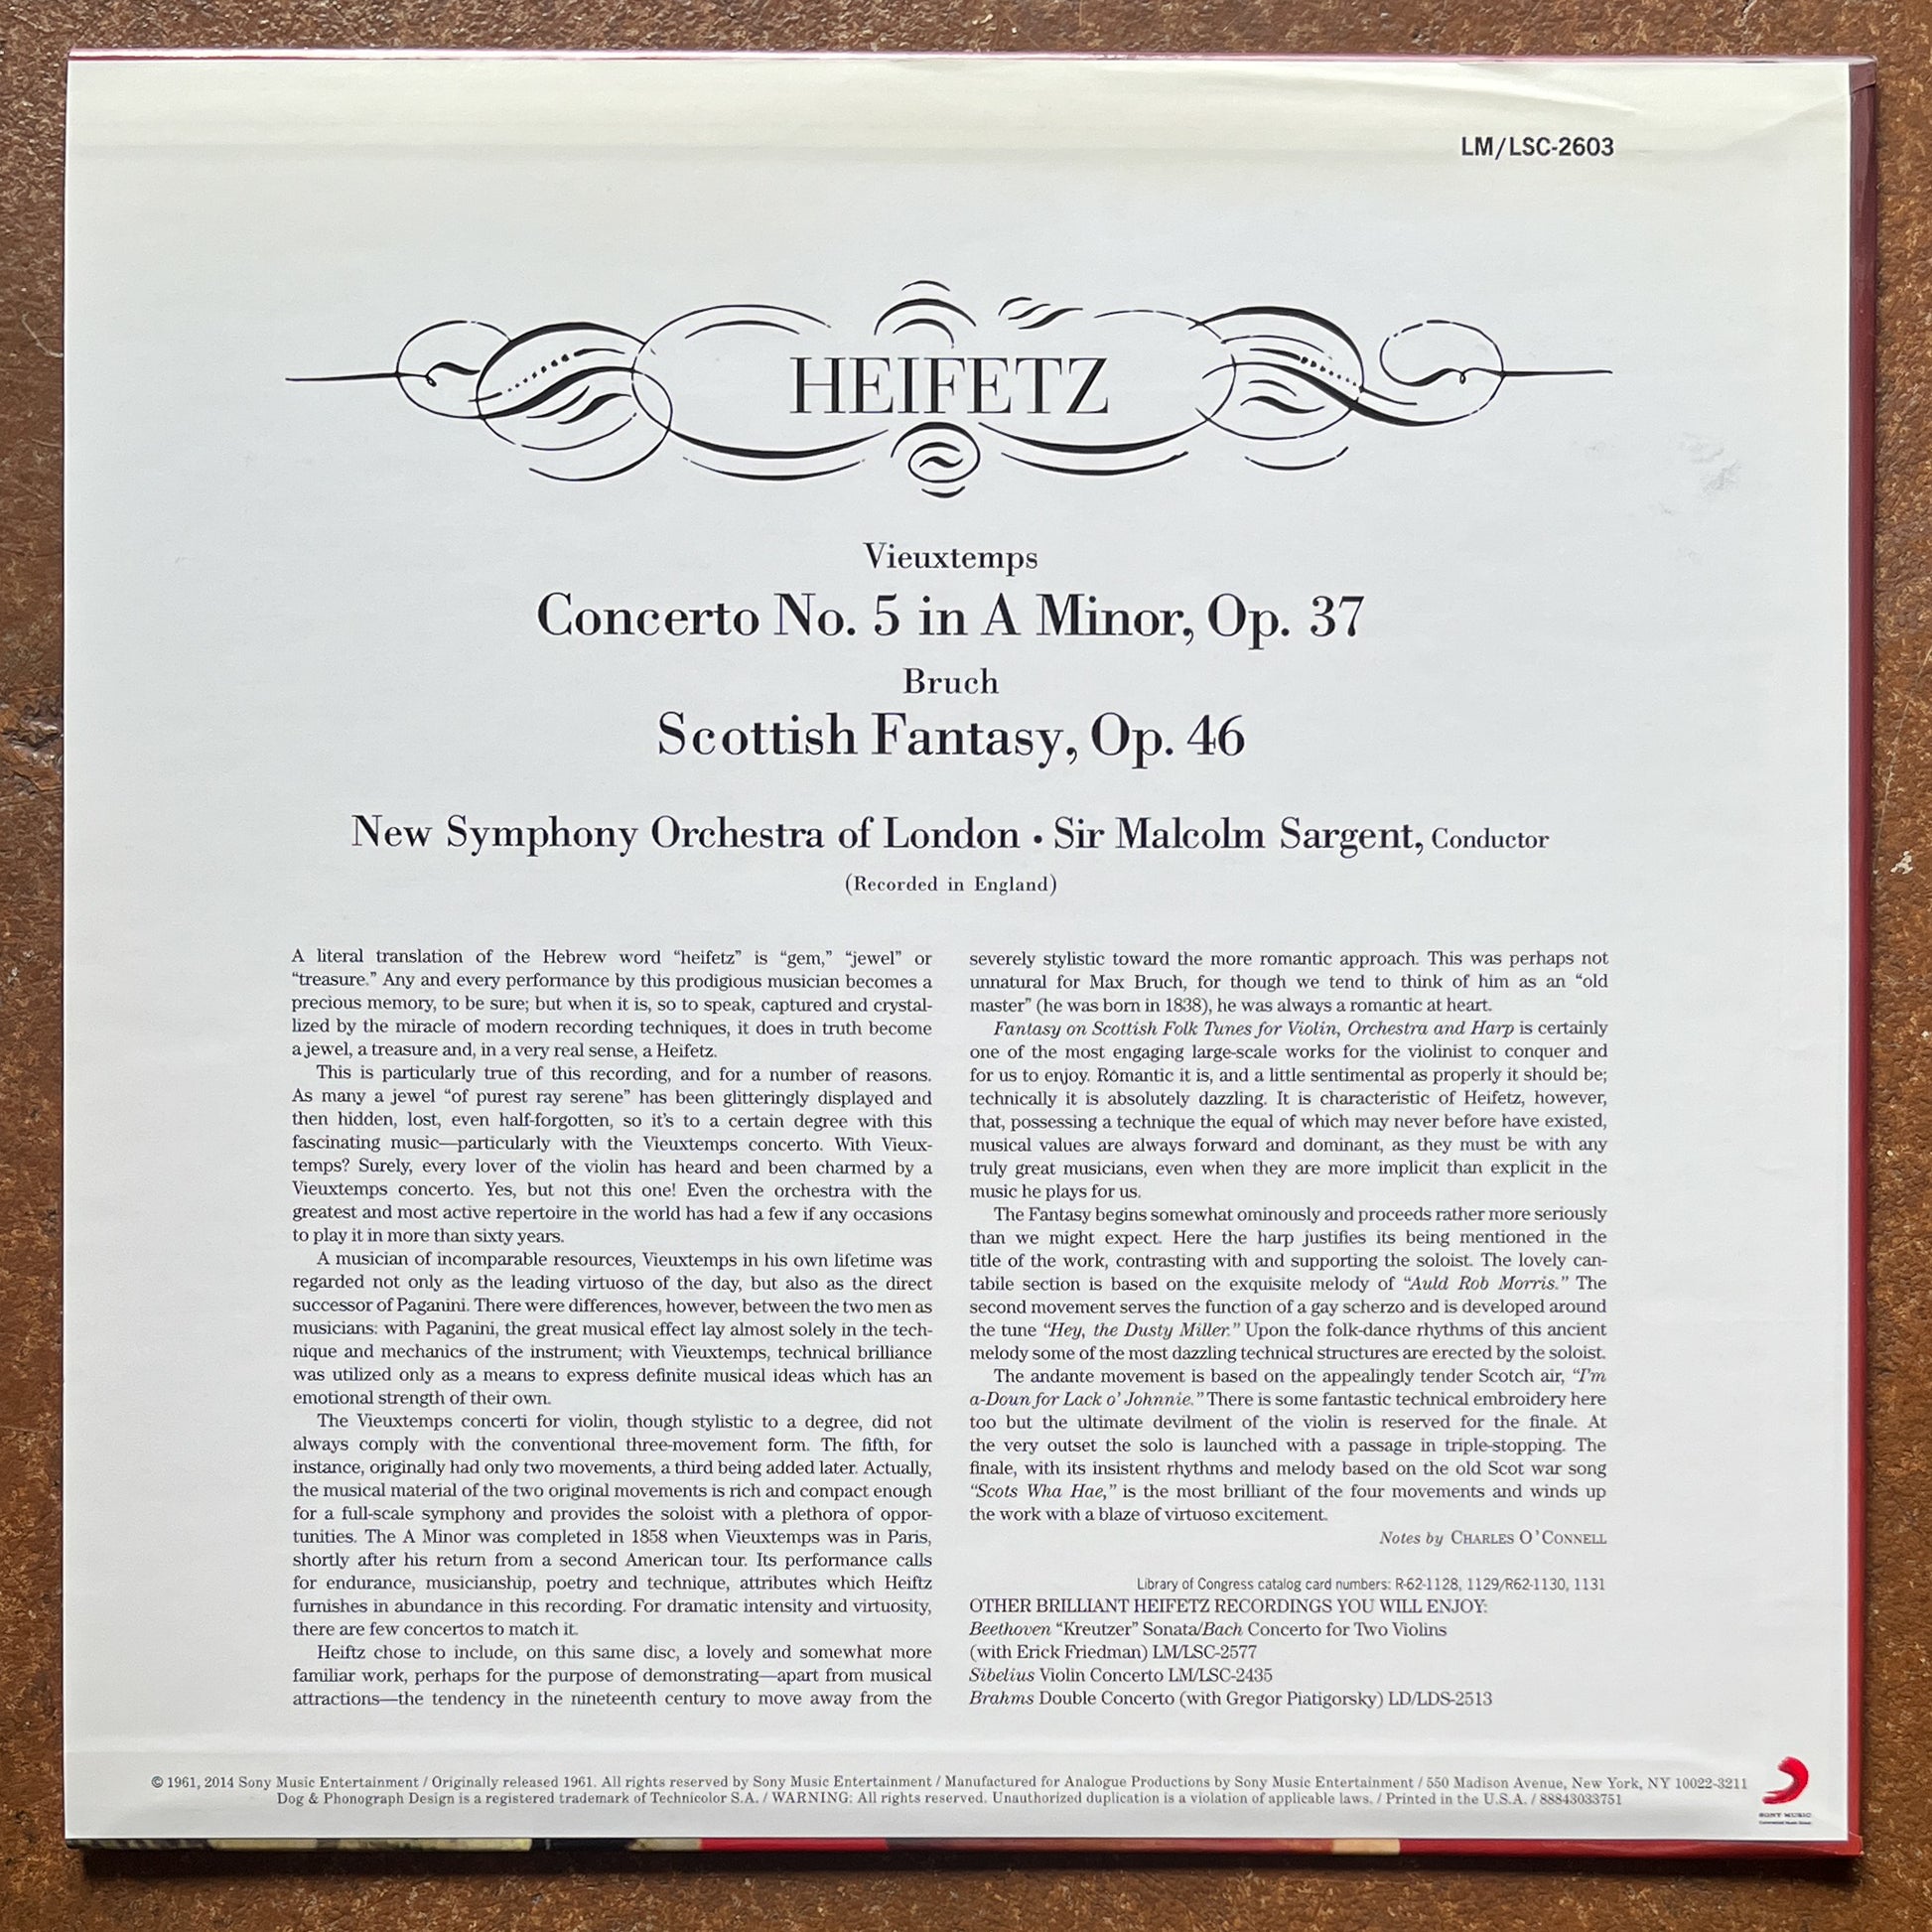 LM/LSC-2603
HEIFETZ
Vieuxtemps
Concerto No. 5 in A Minor, Op. 37
Bruch
Scottish Fantasy, Op. 46
New Symphony Orchestra of London • Sir Malcolm Sargent, Conductor
(Recorded in England)
A literal translation of the Hebrew word “heifetz” is “gem,” “jewel” or
“treasure.” Any and every performance by this prodigious musician becomes a
precious memory, to be sure; but when it is, so to speak, captured and crystal-
lized by the miracle of modern recording techniques, it does in truth become
a jewel, a treasure and, in a very real sense, a Heifetz.
This is particularly true of this recording, and for a number of reasons.
As many a jewel “of purest ray serene” has been glitteringly displayed and
then hidden, lost, even half-forgotten, so it’s to a certain degree with this
fascinating music—particularly with the Vieuxtemps concerto. With Vieux-
temps? Surely, every lover of the violin has heard and been charmed by a
Vieuxtemps concerto. Yes, but not this one! Even the orchestra with the
greatest and most active repertoire in the world has had a few if any occasions
to play it in more than sixty years.
A musician of incomparable resources, Vieuxtemps in his own lifetime was
regarded not only as the leading virtuoso of the day, but also as the direct
successor of Paganini. There were differences, however, between the two men as
musicians: with Paganini, the great musical effect lay almost solely in the tech-
nique and mechanics of the instrument; with Vieuxtemps, technical brilliance
was utilized only as a means to express definite musical ideas which has an
emotional strength of their own.
The Vieuxtemps concerti for violin, though stylistic to a degree, did not
always comply with the conventional three-movement form. The fifth, for
instance, originally had only two movements, a third being added later. Actually,
the musical material of the two original movements is rich and compact enough
for a full-scale symphony and provides the soloist with a plethora of oppor-
tunities. The A Minor was completed in 1858 when Vieuxtemps was in Paris,
shortly after his return from a second American tour. Its performance calls
for endurance, musicianship, poetry and technique, attributes which Heiftz
furnishes in abundance in this recording. For dramatic intensity and virtuosity,
there are few concertos to match it.
Heiftz chose to include, on this same disc, a lovely and somewhat more
familiar work, perhaps for the purpose of demonstrating—apart from musical
attractions—the tendency in the nineteenth century to move away from the
severely stylistic toward the more romantic approach. This was perhaps not
unnatural for Max Bruch, for though we tend to think of him as an “old
master” (he was born in 1838), he was always a romantic at heart.
Fantasy on Scottish Folk Tunes for Violin, Orchestra and Harp is certainly
one of the most engaging large-scale works for the violinist to conquer and
for us to enjoy. Romantic it is, and a little sentimental as properly it should be;
technically it is absolutely dazzling. It is characteristic of Heifetz, however,
that, possessing a technique the equal of which may never before have existed,
musical values are always forward and dominant, as they must be with any
truly great musicians, even when they are more implicit than explicit in the
music he plays for us.
The Fantasy begins somewhat ominously and proceeds rather more seriously
than we might expect. Here the harp justifies its being mentioned in the
title of the work, contrasting with and supporting the soloist. The lovely can-
tabile section is based on the exquisite melody of “Auld Rob Morris.” The
second movement serves the function of a gay scherzo and is developed around
the tune “Hey, the Dusty Miller.” Upon the folk-dance rhythms of this ancient
melody some of the most dazzling technical structures are erected by the soloist.
The andante movement is based on the appealingly tender Scotch air, “I’m
a-Doun for Lack o’ Johnnie.” There is some fantastic technical embroidery here
too but the ultimate devilment of the violin is reserved for the finale. At
the very outset the solo is launched with a passage in triple-stopping. The
finale, with its insistent rhythms and melody based on the old Scot war song
“Scots Wha Hae,” is the most brilliant of the four movements and winds up
the work with a blaze of virtuoso excitement.
Notes by CHARLES O’CONNELL
Library of Congress catalog card numbers: R-62-1128, 1129/R62-1130, 1131
OTHER BRILLIANT HEIFETZ RECORDINGS YOU WILL ENJOY:
Beethoven “Kreutzer” Sonata/Bach Concerto for Two Violins
(with Erick Friedman) LM/LSC-2577
Sibelius Violin Concerto LM/LSC-2435
Brahms Double Concerto (with Gregor Piatigorsky) LD/LDS-2513
© 1961, 2014 Sony Music Entertainment / Originally released 1961. All rights reserved by Sony Music Entertainment / Manufactured for Analogue Productions by Sony Music Entertainment / 550 Madison Avenue, New York, NY 10022-3211
Dog & Phonograph Design is a registered trademark of Technicolor S.A. / WARNING: All rights reserved. Unauthorized duplication is a violation of applicable laws. / Printed in the U.S.A. / 88843033751
SONY MUSIC